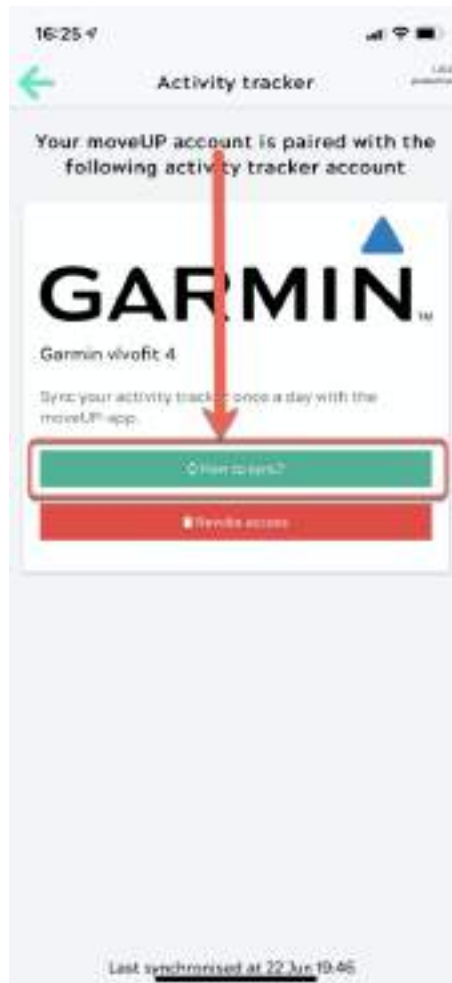 16:25
Activity tracker
Your moveUP account is paired with the
following activity tracker account
GARMIN
Garmin vívofit 4
Sync your activity tracker once a day with the
moveUP-app.
How to sync?
Revoke access
Last synchronised at 22 Jun 19:46